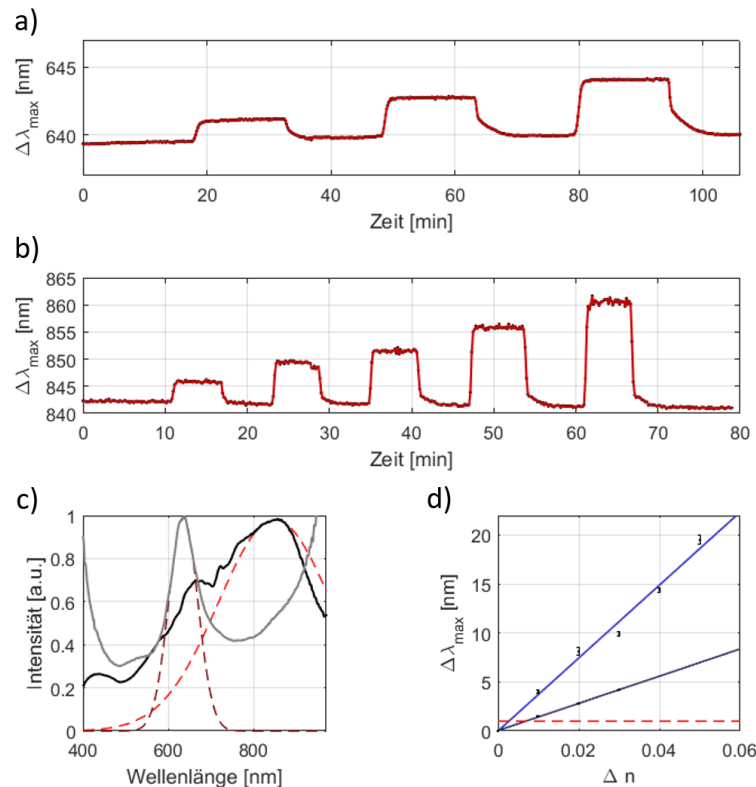 a)
Δ λmax [nm]
645
640
0 20 40 60 80 100
Zeit [min]
b)
Δ λmax [nm]
865
860
855
850
845
840
0 10 20 30 40 50 60 70 80
Zeit [min]
c)
Intensität [a.u.]
1
0.8
0.6
0.4
0.2
0
400 600 800
Wellenlänge [nm]
d)
Δ λmax [nm]
20
15
10
5
0
0 0.02 0.04 0.06
Δ n